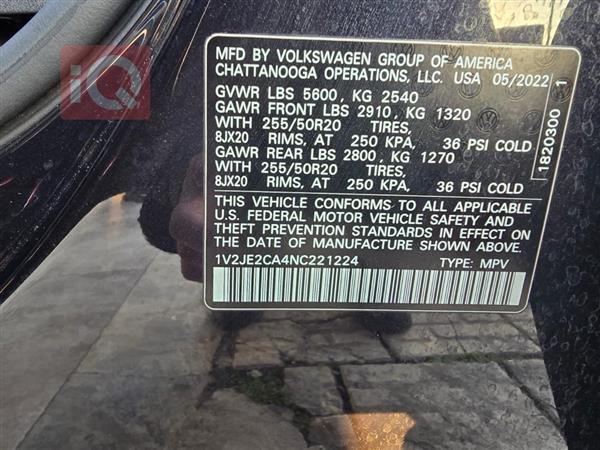 iQ
MFD BY VOLKSWAGEN GROUP OF AMERICA
CHATTANOOGA OPERATIONS, LLC. USA 05/2022
GVWR LBS 5600, KG 2540
GAWR FRONT LBS 2910, KG 1320
WITH 255/50R20 TIRES,
8JX20 RIMS, AT 250 KPA, 36 PSI COLD
GAWR REAR LBS 2800, KG 1270
WITH 255/50R20 TIRES,
8JX20 RIMS, AT 250 KPA, 36 PSI COLD
THIS VEHICLE CONFORMS TO ALL APPLICABLE
U.S. FEDERAL MOTOR VEHICLE SAFETY AND
THEFT PREVENTION STANDARDS IN EFFECT ON
THE DATE OF MANUFACTURE SHOWN ABOVE.
1V2JE2CA4NC221224 TYPE: MPV
1820300 1